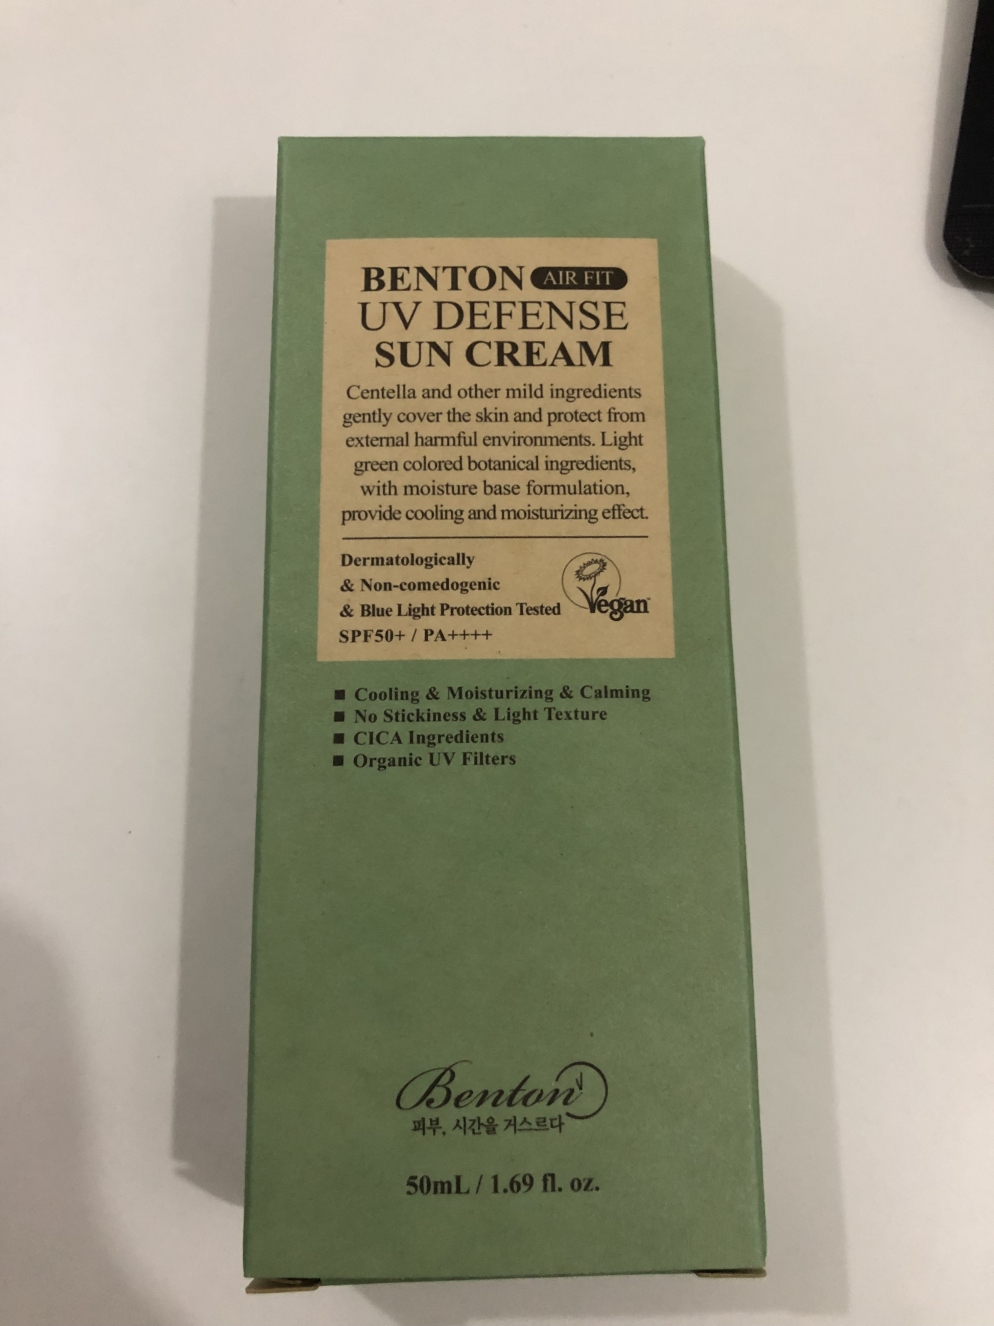 BENTON AIR FIT
UV DEFENSE
SUN CREAM
Centella and other mild ingredients
gently cover the skin and protect from
external harmful environments. Light
green colored botanical ingredients,
with moisture base formulation,
provide cooling and moisturizing effect.
Dermatologically
& Non-comedogenic
& Blue Light Protection Tested
Vegan
SPF50+ / PA++++
■ Cooling & Moisturizing & Calming
■ No Stickiness & Light Texture
■ CICA Ingredients
■ Organic UV Filters
Benton
피부, 시간을 거스르다
50mL / 1.69 fl. oz.